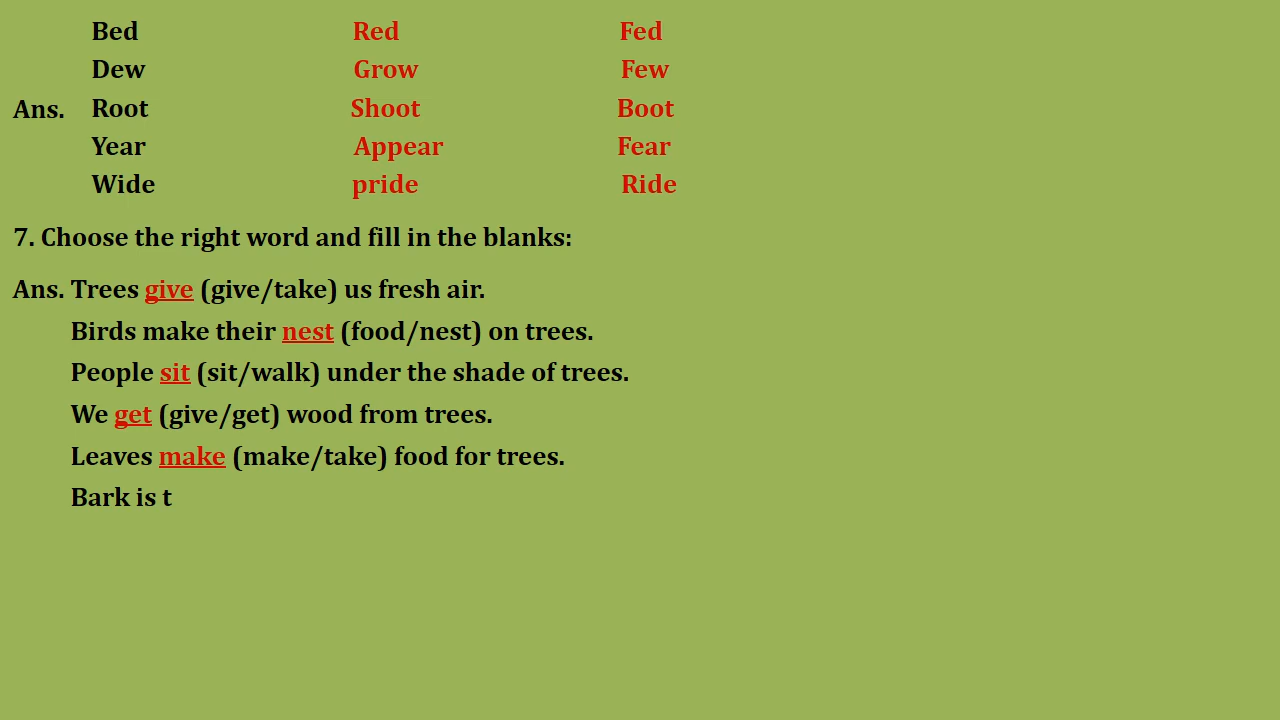 Bed Red Fed
Dew Grow Few
Ans. Root Shoot Boot
Year Appear Fear
Wide pride Ride
7. Choose the right word and fill in the blanks:
Ans. Trees give (give/take) us fresh air.
Birds make their nest (food/nest) on trees.
People sit (sit/walk) under the shade of trees.
We get (give/get) wood from trees.
Leaves make (make/take) food for trees.
Bark is t